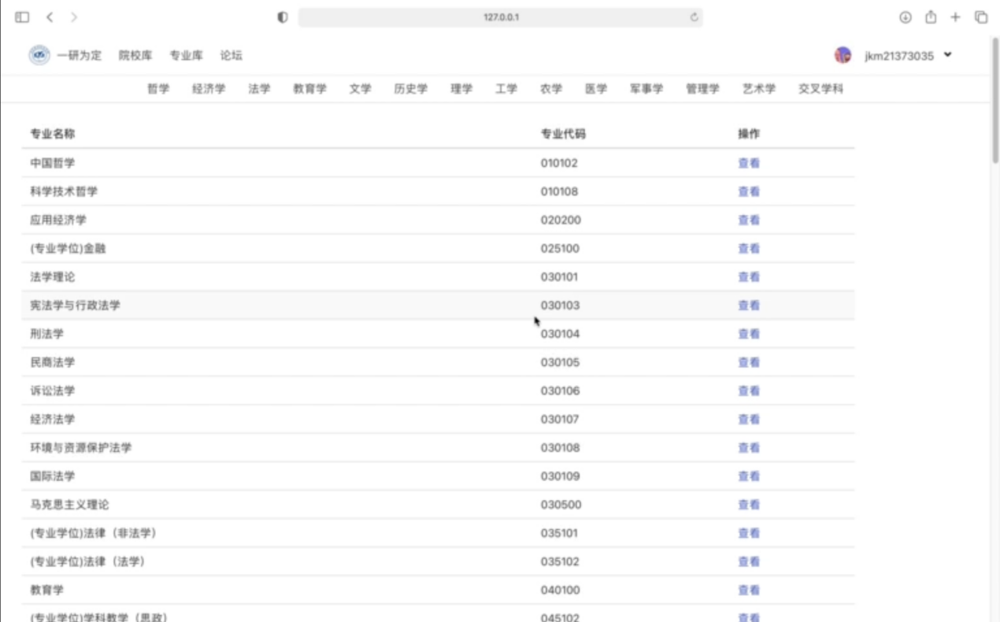 127.0.0.1
一研为定 院校库 专业库 论坛 jkm21373035
哲学 经济学 法学 教育学 文学 历史学 理学 工学 农学 医学 军事学 管理学 艺术学 交叉学科
专业名称 专业代码 操作
中国哲学 010102 查看
科学技术哲学 010108 查看
应用经济学 020200 查看
(专业学位)金融 025100 查看
法学理论 030101 查看
宪法学与行政法学 030103 查看
刑法学 030104 查看
民商法学 030105 查看
诉讼法学 030106 查看
经济法学 030107 查看
环境与资源保护法学 030108 查看
国际法学 030109 查看
马克思主义理论 030500 查看
(专业学位)法律（非法学） 035101 查看
(专业学位)法律（法学） 035102 查看
教育学 040100 查看
(专业学位)学科教学（思政） 045102 查看